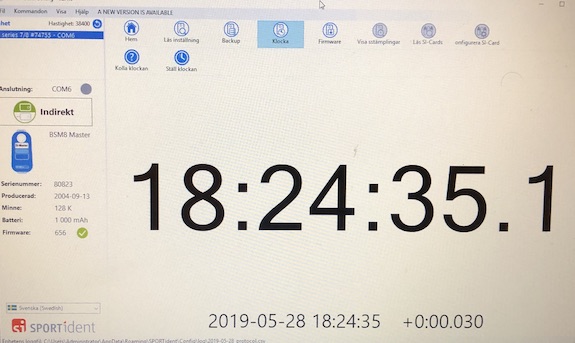 Kommandon Visa Hjälp A NEW VERSION IS AVAILABLE
Hastighet: 38400
series 7/8 #74755 - COM6
Hem Läs inställning Backup Klocka Firmware Visa sstämplingar Läs SI-Cards onfigurera SI-Card
Kolla klockan Ställ klockan
Anslutning: COM6
Indirekt
BSM8 Master
Serienummer: 80823
Producerad: 2004-09-13
Minne: 128 K
Batteri: 1 000 mAh
Firmware: 656
18:24:35.1
Svenska (Swedish)
SPORTident
2019-05-28 18:24:35 +0:00.030